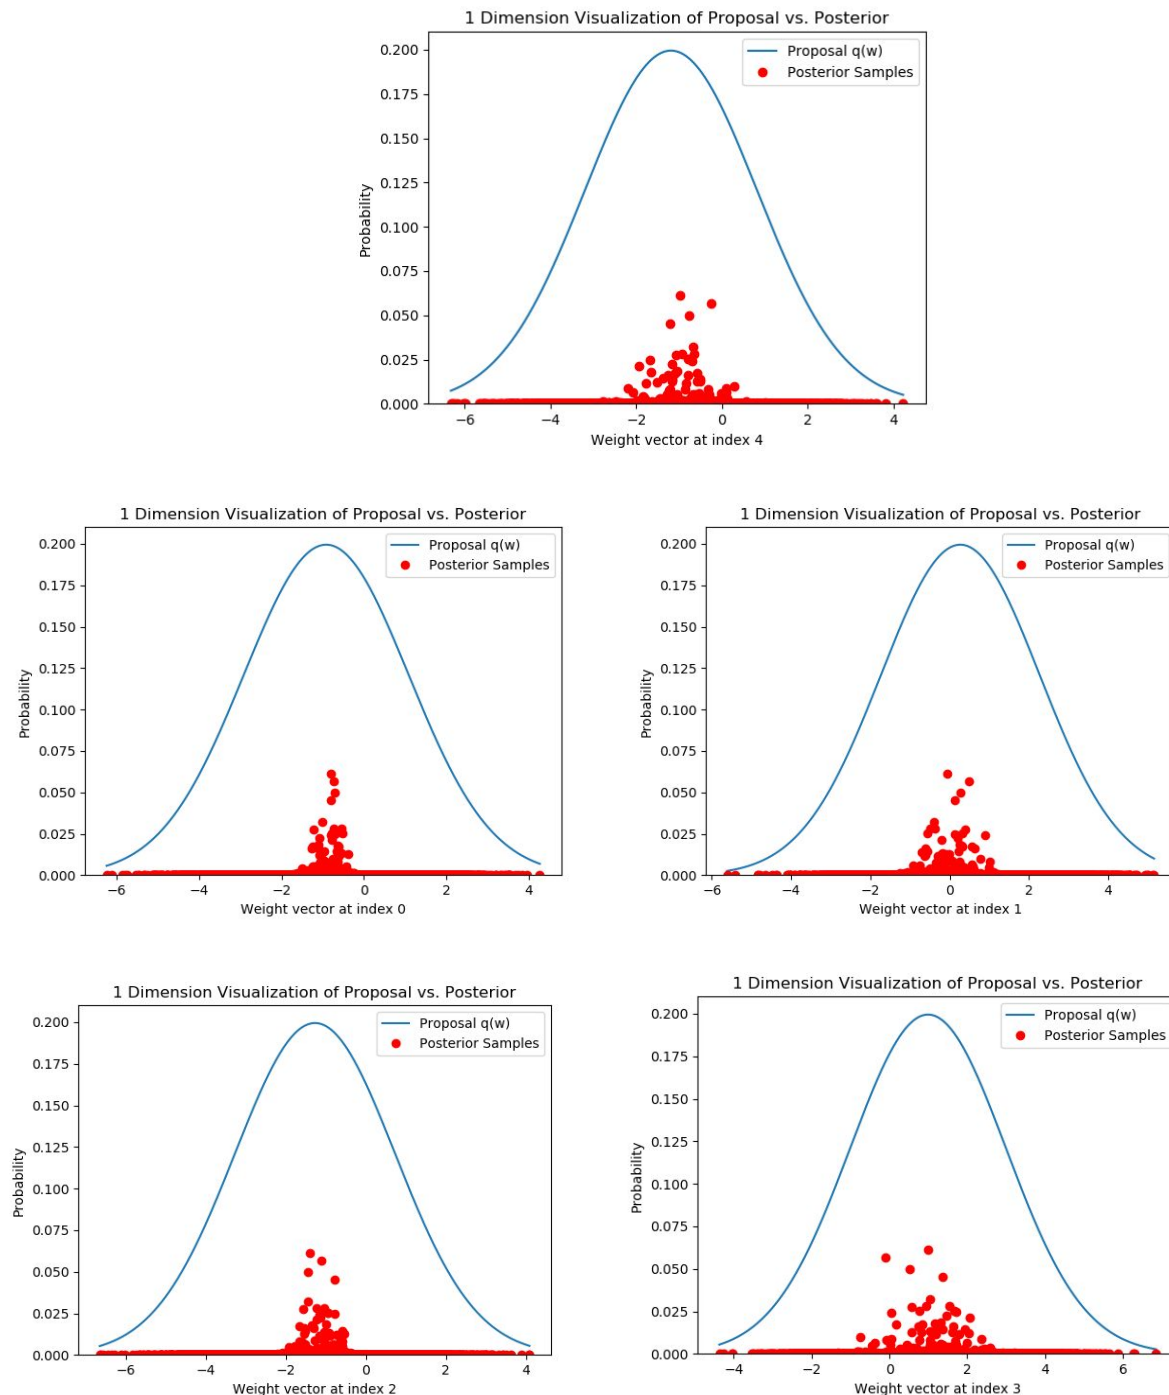 1 Dimension Visualization of Proposal vs. Posterior
Proposal q(w)
Posterior Samples
0.200
0.175
0.150
0.125
0.100
0.075
0.050
0.025
0.000
Probability
−6 −4 −2 0 2 4
Weight vector at index 4
1 Dimension Visualization of Proposal vs. Posterior
Proposal q(w)
Posterior Samples
0.200
0.175
0.150
0.125
0.100
0.075
0.050
0.025
0.000
Probability
−6 −4 −2 0 2 4
Weight vector at index 0
1 Dimension Visualization of Proposal vs. Posterior
Proposal q(w)
Posterior Samples
0.200
0.175
0.150
0.125
0.100
0.075
0.050
0.025
0.000
Probability
−6 −4 −2 0 2 4
Weight vector at index 1
1 Dimension Visualization of Proposal vs. Posterior
Proposal q(w)
Posterior Samples
0.200
0.175
0.150
0.125
0.100
0.075
0.050
0.025
0.000
Probability
−6 −4 −2 0 2 4
Weight vector at index 2
1 Dimension Visualization of Proposal vs. Posterior
Proposal q(w)
Posterior Samples
0.200
0.175
0.150
0.125
0.100
0.075
0.050
0.025
0.000
Probability
−4 −2 0 2 4 6
Weight vector at index 3